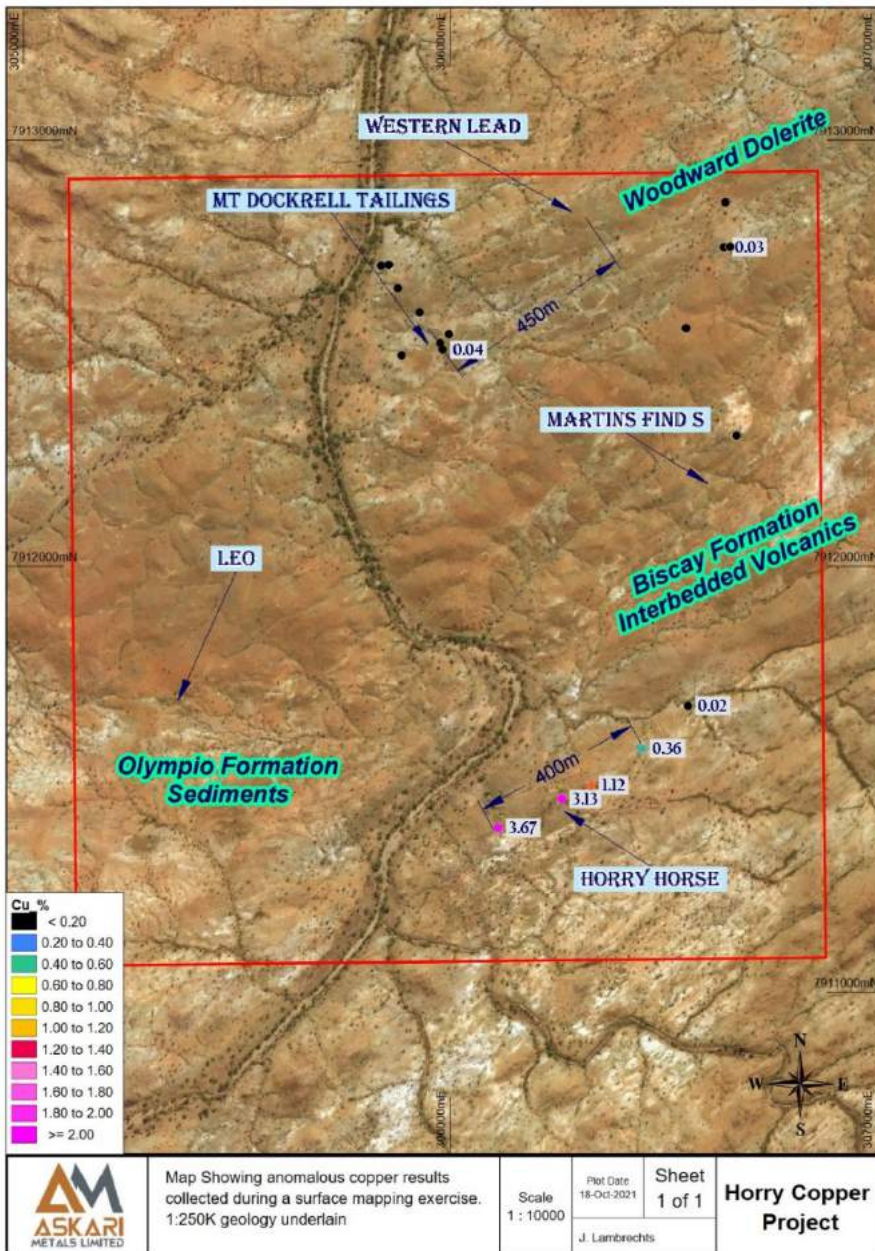 305000mE
306000mE
307000mE
7913000mN
7913000mN
WESTERN LEAD
Woodward Dolerite
MT DOCKRELL TAILINGS
0.03
450m
0.04
MARTINS FIND S
7912000mN
7912000mN
LEO
Biscay Formation
Interbedded Volcanics
0.02
0.36
Olympio Formation
Sediments
400m
1.12
3.13
3.67
HORRY HORSE
Cu_%
< 0.20
0.20 to 0.40
0.40 to 0.60
0.60 to 0.80
0.80 to 1.00
1.00 to 1.20
1.20 to 1.40
1.40 to 1.60
1.60 to 1.80
1.80 to 2.00
>= 2.00
7911000mN
N
W E
S
306000mE
307000mE
AM
ASKARI
METALS LIMITED
Map Showing anomalous copper results
collected during a surface mapping exercise.
1:250K geology underlain
Scale
1 : 10000
Plot Date
18-Oct-2021
J. Lambrechts
Sheet
1 of 1
Horry Copper
Project